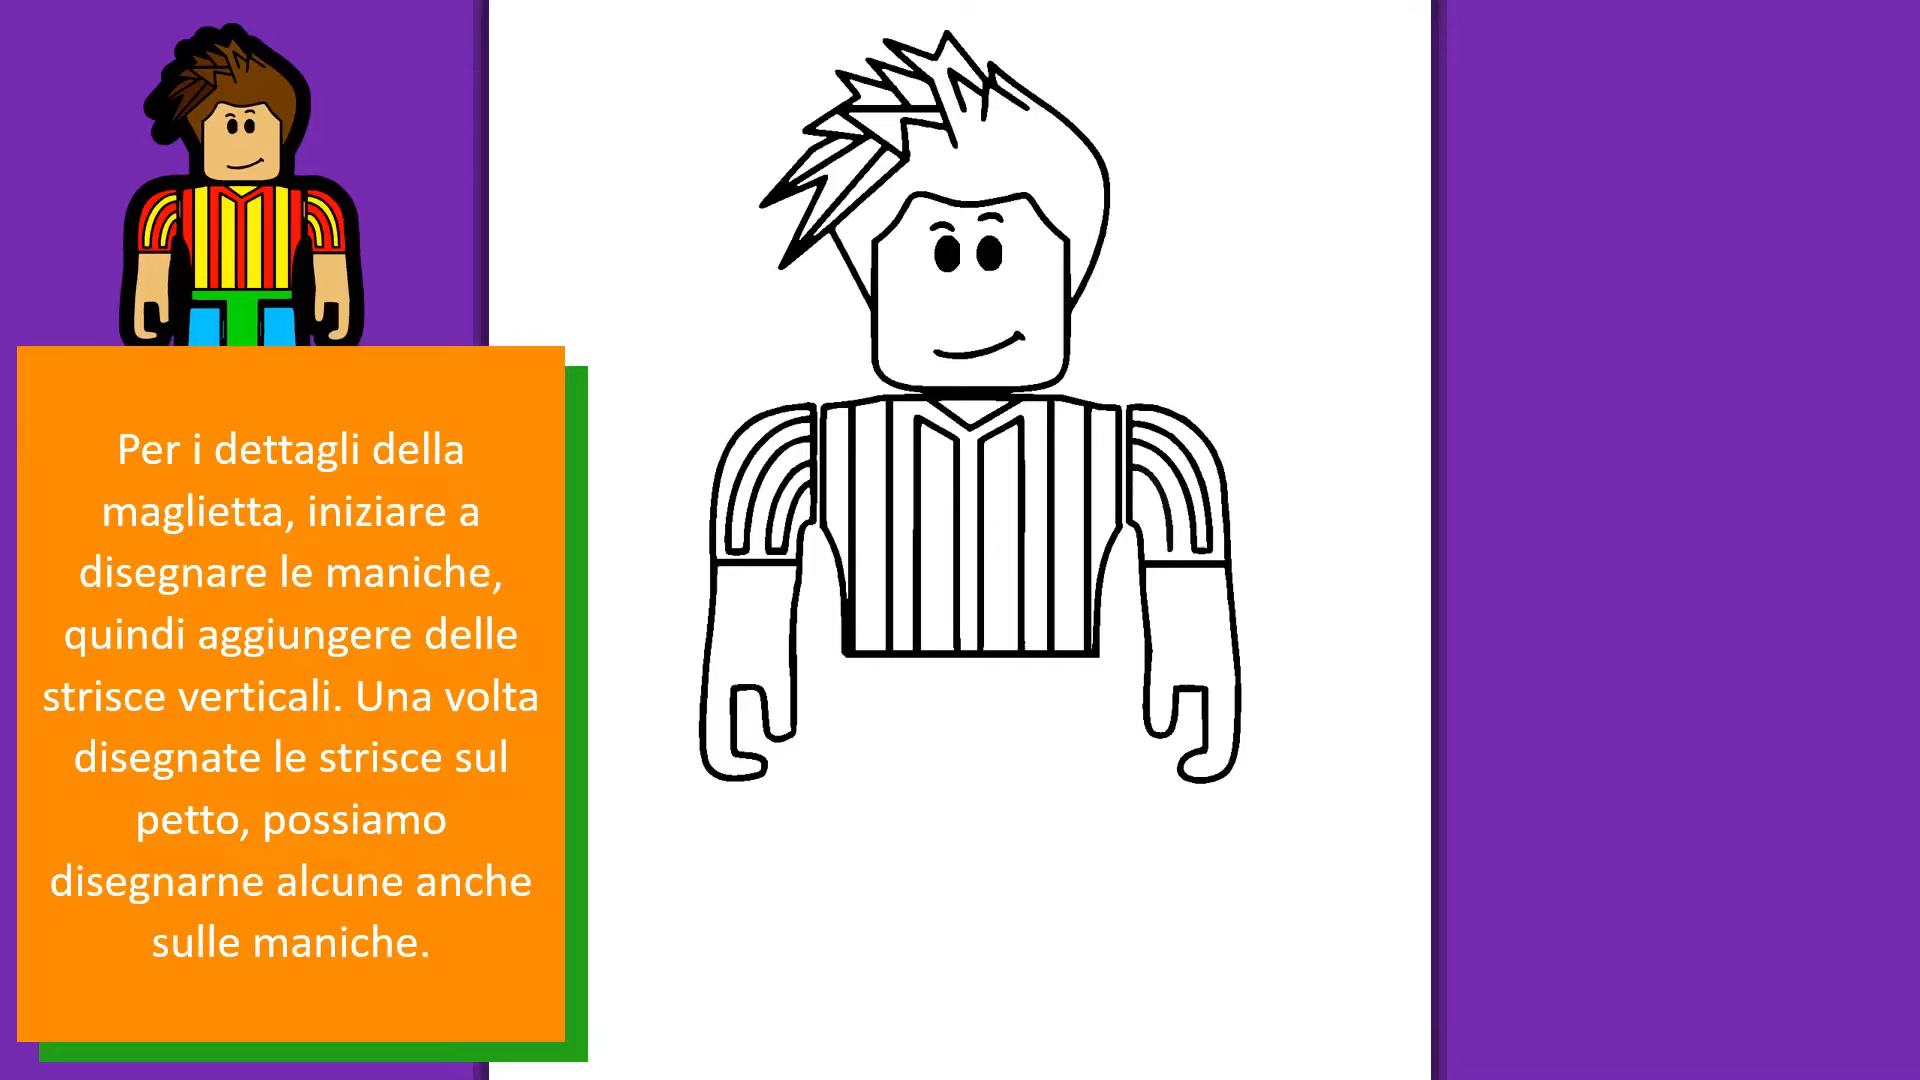 Per i dettagli della
maglietta, iniziare a
disegnare le maniche,
quindi aggiungere delle
strisce verticali. Una volta
disegnate le strisce sul
petto, possiamo
disegnarne alcune anche
sulle maniche.